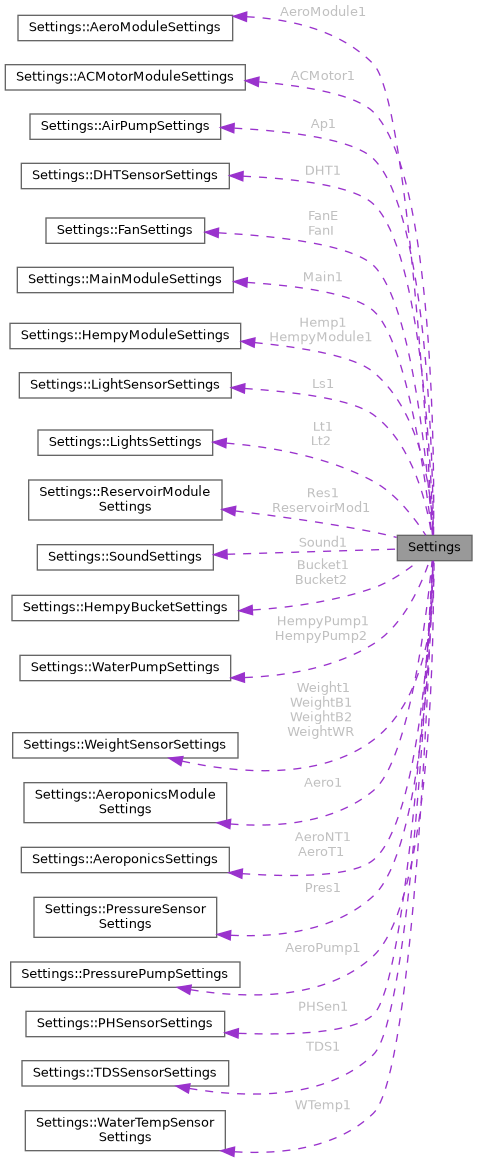 AeroModule1
Settings::AeroModuleSettings
ACMotor1
Settings::ACMotorModuleSettings
Ap1
Settings::AirPumpSettings
DHT1
Settings::DHTSensorSettings
FanE
FanI
Settings::FanSettings
Main1
Settings::MainModuleSettings
Hemp1
HempyModule1
Settings::HempyModuleSettings
Ls1
Settings::LightSensorSettings
Lt1
Lt2
Settings::LightsSettings
Res1
ReservoirMod1
Settings::ReservoirModule
Settings
Settings
Sound1
Settings::SoundSettings
Bucket1
Bucket2
Settings::HempyBucketSettings
HempyPump1
HempyPump2
Settings::WaterPumpSettings
Weight1
WeightB1
WeightB2
WeightWR
Settings::WeightSensorSettings
Aero1
Settings::AeroponicsModule
Settings
AeroNT1
AeroT1
Settings::AeroponicsSettings
Pres1
Settings::PressureSensor
Settings
AeroPump1
Settings::PressurePumpSettings
PHSen1
Settings::PHSensorSettings
TDS1
Settings::TDSSensorSettings
WTemp1
Settings::WaterTempSensor
Settings